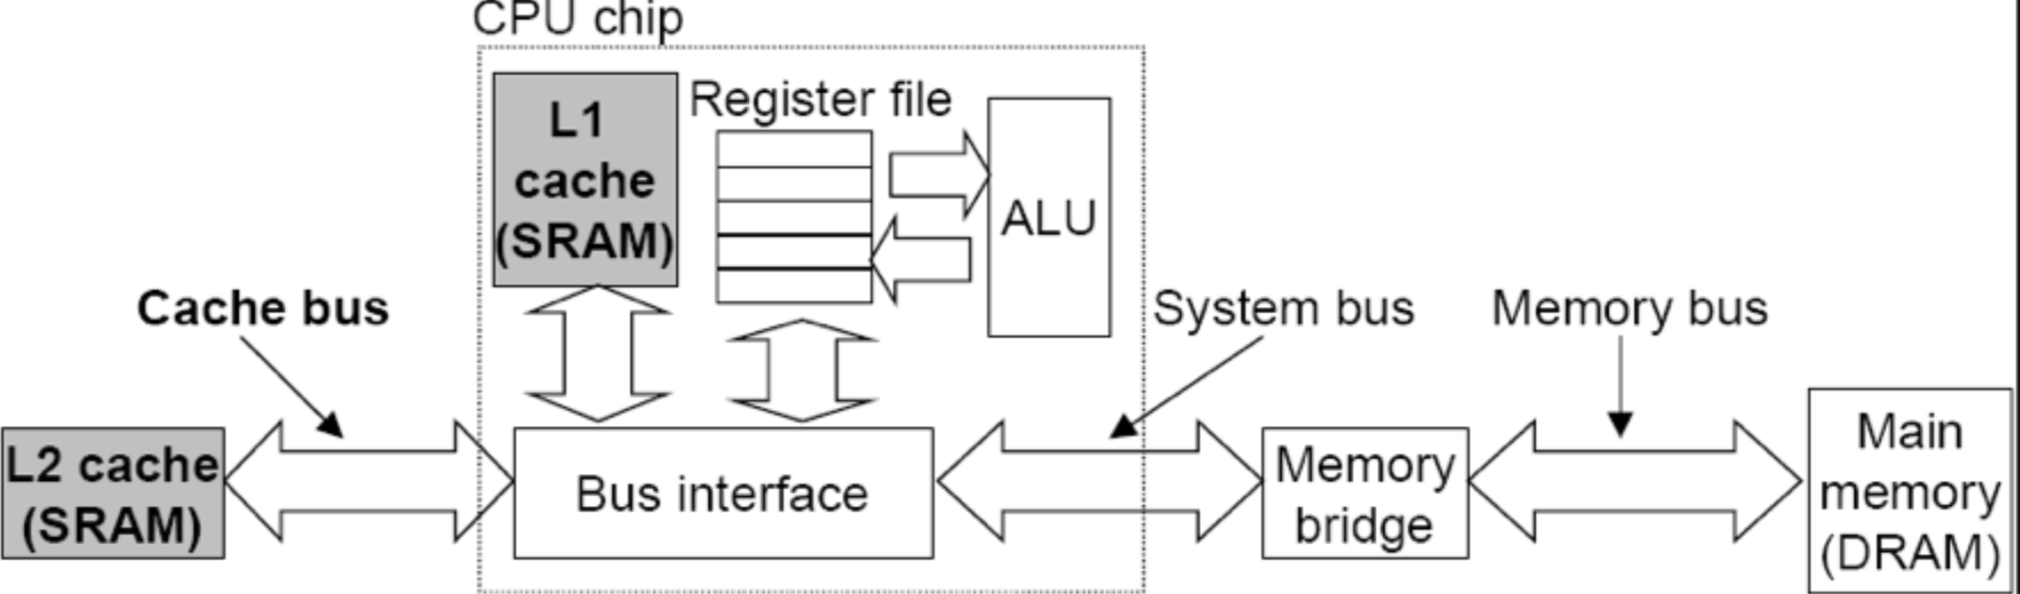 CPU chip
L1
cache
(SRAM)
Register file
ALU
Cache bus
System bus
Memory bus
L2 cache
(SRAM)
Bus interface
Memory
bridge
Main
memory
(DRAM)